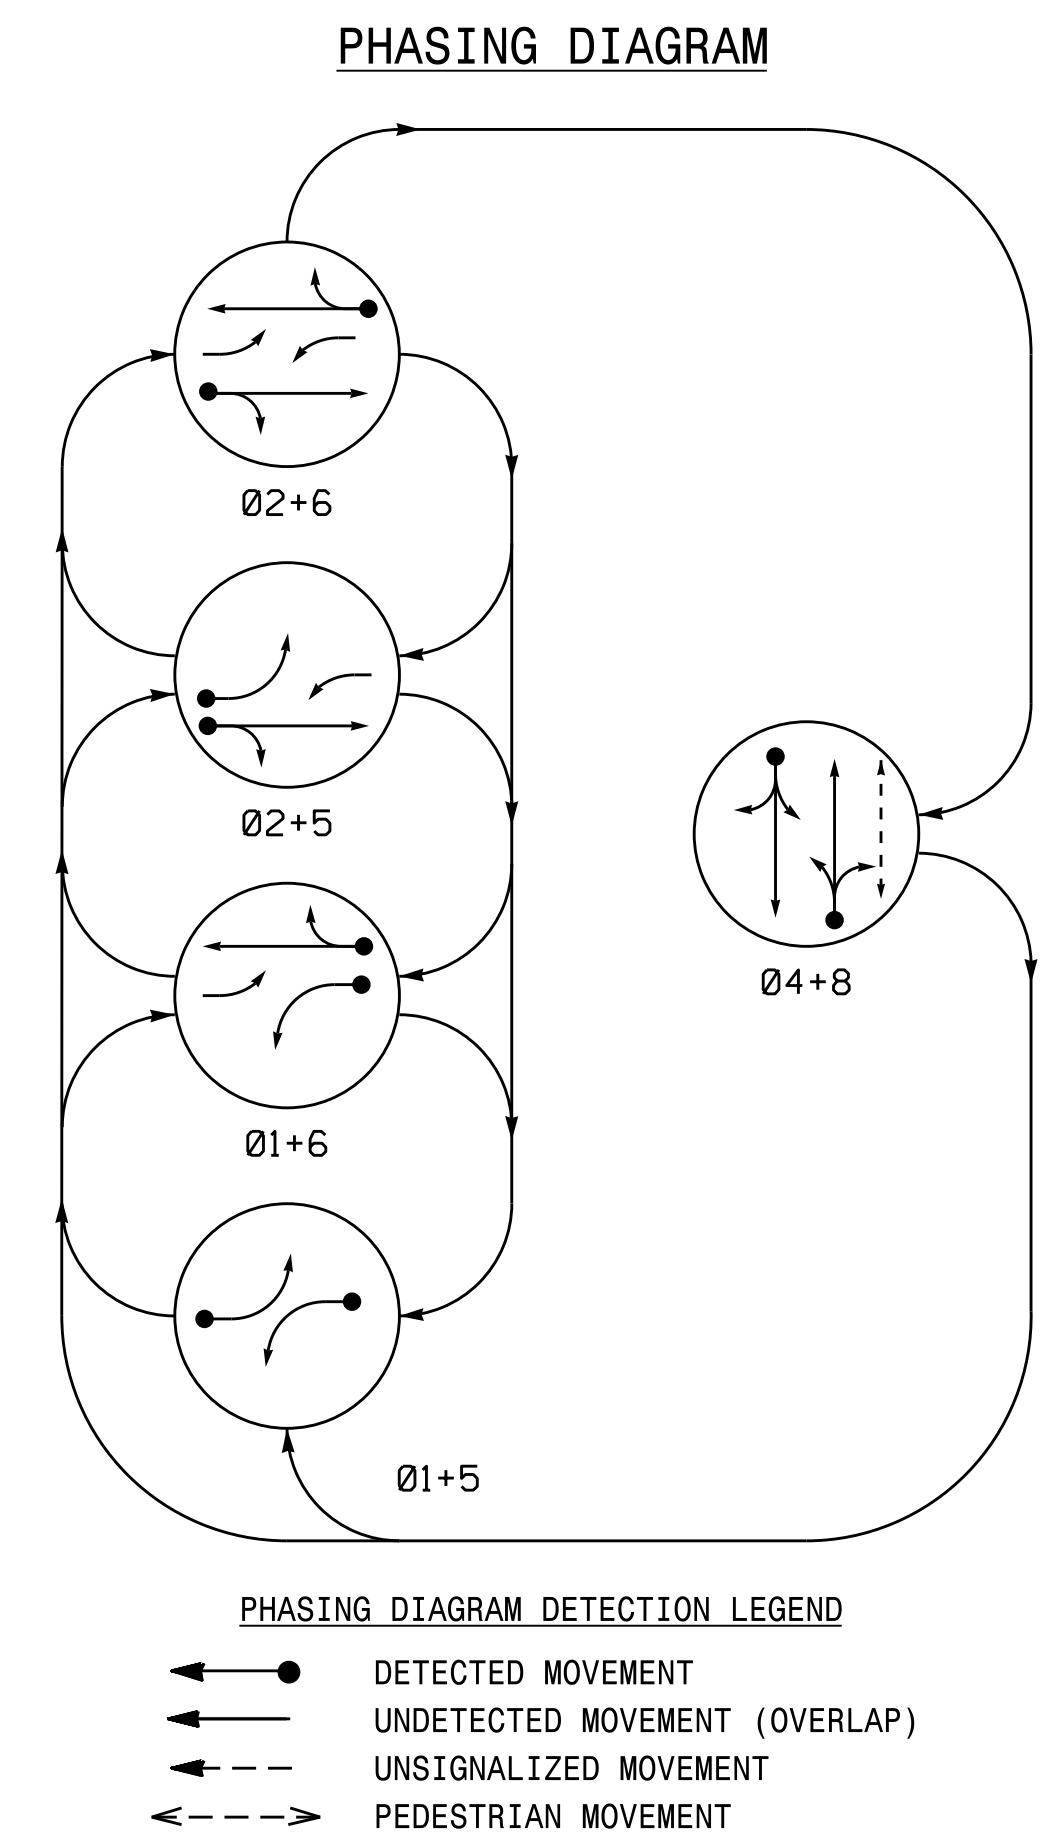 PHASING DIAGRAM
Ø2+6
Ø2+5
Ø4+8
Ø1+6
Ø1+5
PHASING DIAGRAM DETECTION LEGEND
DETECTED MOVEMENT
UNDETECTED MOVEMENT (OVERLAP)
UNSIGNALIZED MOVEMENT
PEDESTRIAN MOVEMENT